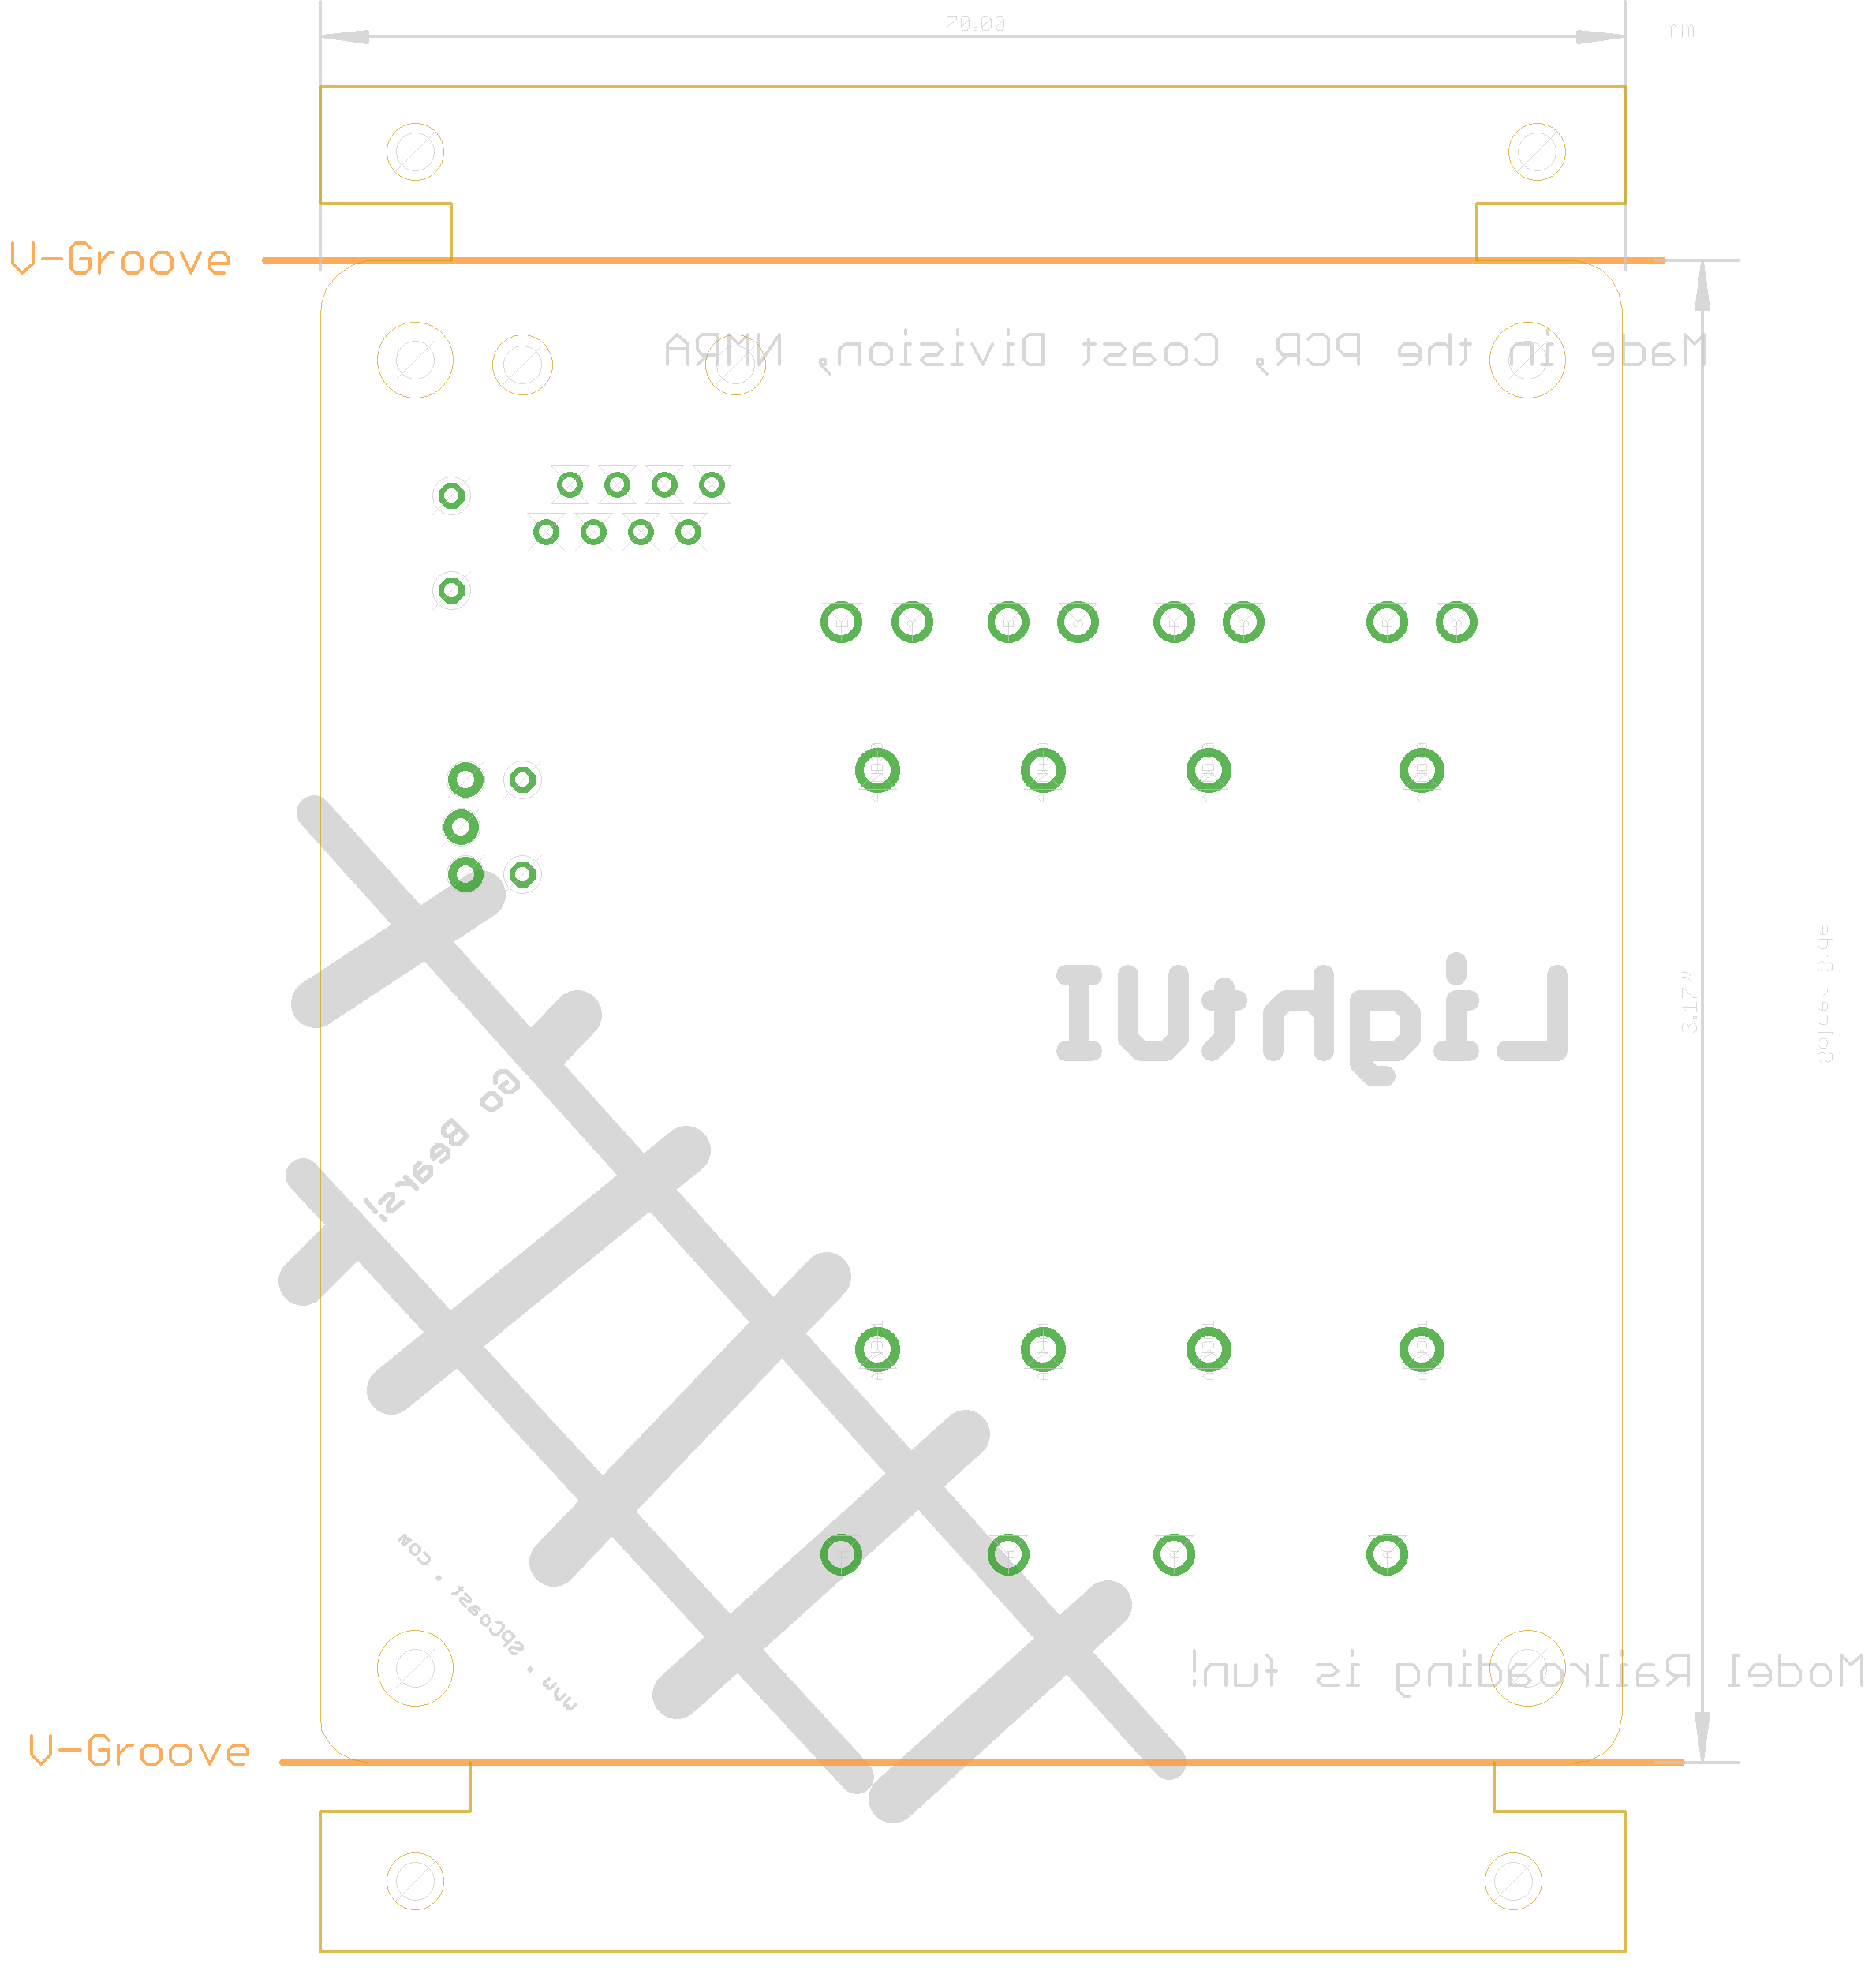 70.00
mm
V-Groove
Made in the PCR, Coast Division, NMRA
LightUI
3.17"
Solder Side
Go Bears!
www.spcoast.com
Model Railroading is fun!
V-Groove